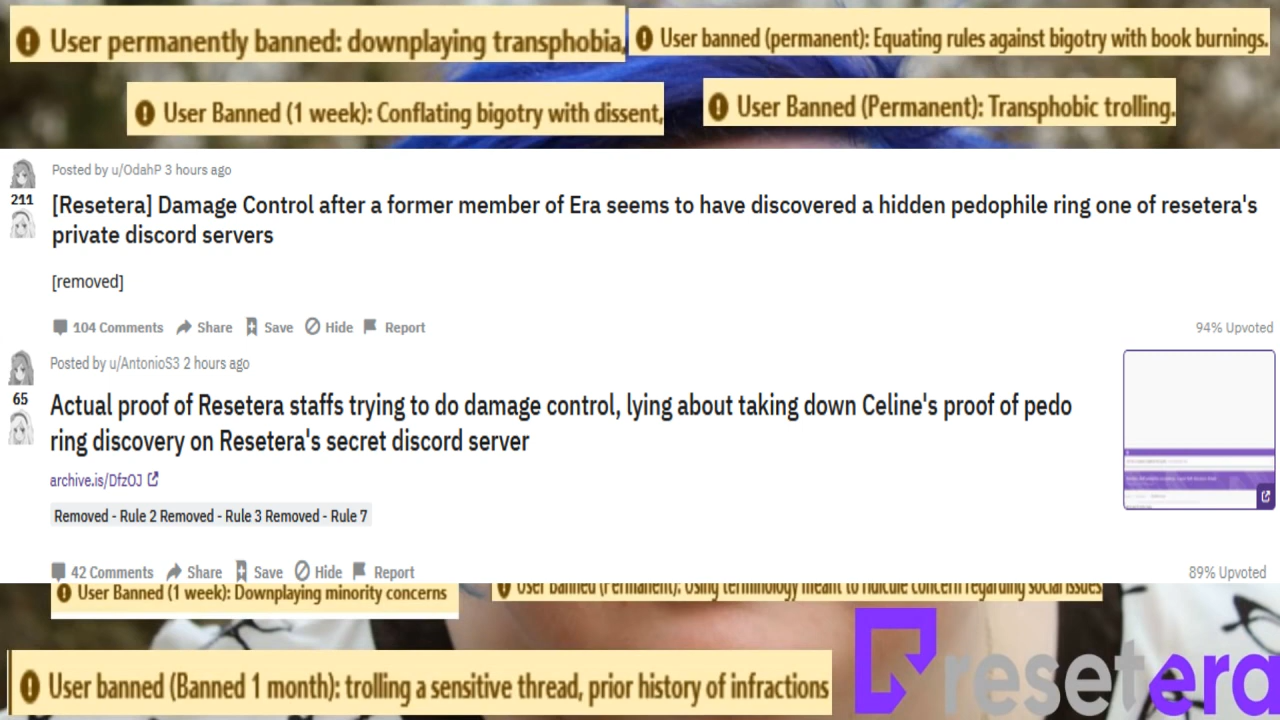 User permanently banned: downplaying transphobia,
User banned (permanent): Equating rules against bigotry with book burnings.
User Banned (1 week): Conflating bigotry with dissent,
User Banned (Permanent): Transphobic trolling.
Posted by u/OdahP 3 hours ago
211
[Resetera] Damage Control after a former member of Era seems to have discovered a hidden pedophile ring one of resetera's
private discord servers
[removed]
104 Comments Share Save Hide Report
94% Upvoted
Posted by u/AntonioS3 2 hours ago
65
Actual proof of Resetera staffs trying to do damage control, lying about taking down Celine's proof of pedo
ring discovery on Resetera's secret discord server
archive.is/DfzOJ
Removed - Rule 2 Removed - Rule 3 Removed - Rule 7
42 Comments Share Save Hide Report
89% Upvoted
User Banned (1 week): Downplaying minority concerns
User Banned (Permanent): Using terminology meant to ridicule concern regarding social issues
User banned (Banned 1 month): trolling a sensitive thread, prior history of infractions
resetera